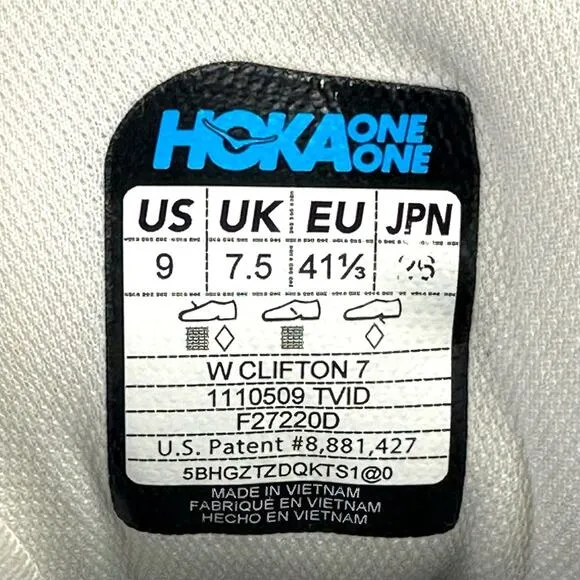 HOKA ONE ONE
US UK EU JPN
9 7.5 41⅓ 26
W CLIFTON 7
1110509 TVID
F27220D
U.S. Patent #8,881,427
5BHGZTZDQKTS1@0
MADE IN VIETNAM
FABRIQUÉ EN VIETNAM
HECHO EN VIETNAM